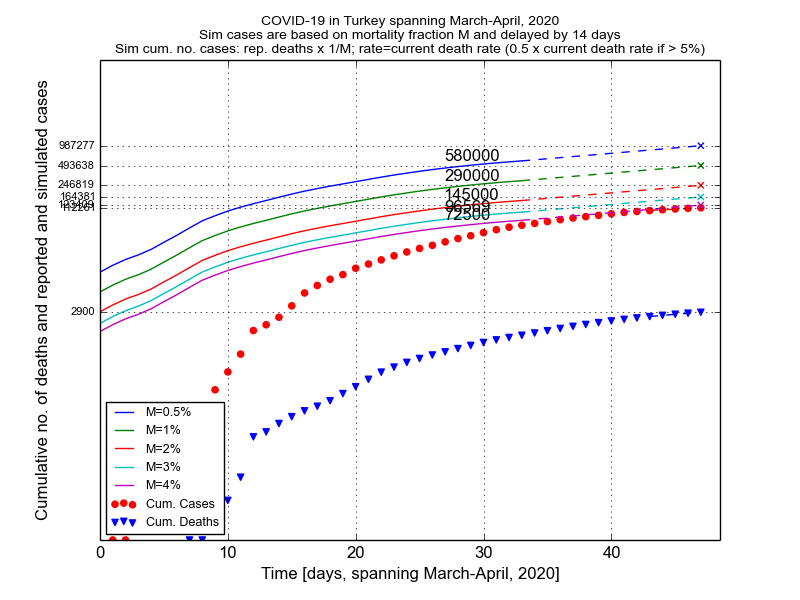 COVID-19 in Turkey spanning March-April, 2020
Sim cases are based on mortality fraction M and delayed by 14 days
Sim cum. no. cases: rep. deaths x 1/M; rate=current death rate (0.5 x current death rate if > 5%)
Cumulative no. of deaths and reported and simulated cases
987277
493638
246819
164381
112261
2900
580000
290000
145000
96569
72500
M=0.5%
M=1%
M=2%
M=3%
M=4%
Cum. Cases
Cum. Deaths
0
10
20
30
40
Time [days, spanning March-April, 2020]